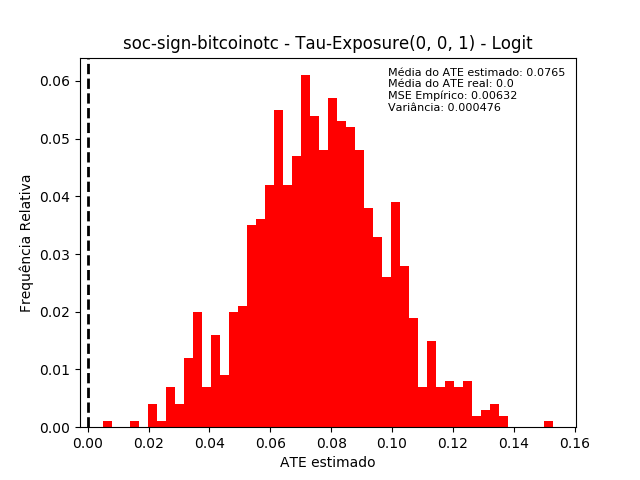 soc-sign-bitcoinotc - Tau-Exposure(0, 0, 1) - Logit
Média do ATE estimado: 0.0765
Média do ATE real: 0.0
MSE Empírico: 0.00632
Variância: 0.000476
Frequência Relativa
0.06
0.05
0.04
0.03
0.02
0.01
0.00
0.00 0.02 0.04 0.06 0.08 0.10 0.12 0.14 0.16
ATE estimado